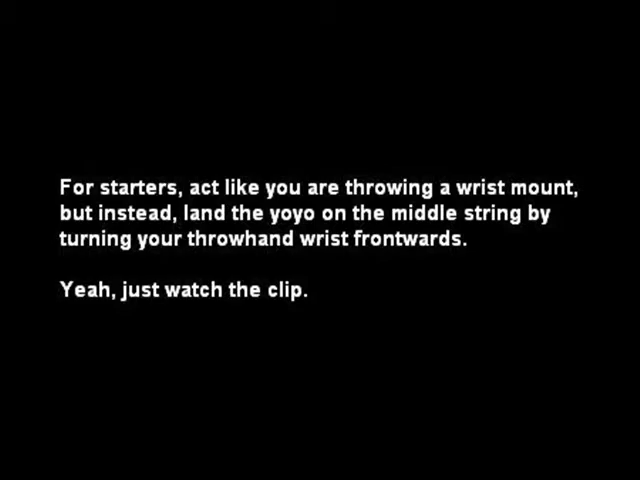 For starters, act like you are throwing a wrist mount,
but instead, land the yoyo on the middle string by
turning your throwhand wrist frontwards.
Yeah, just watch the clip.